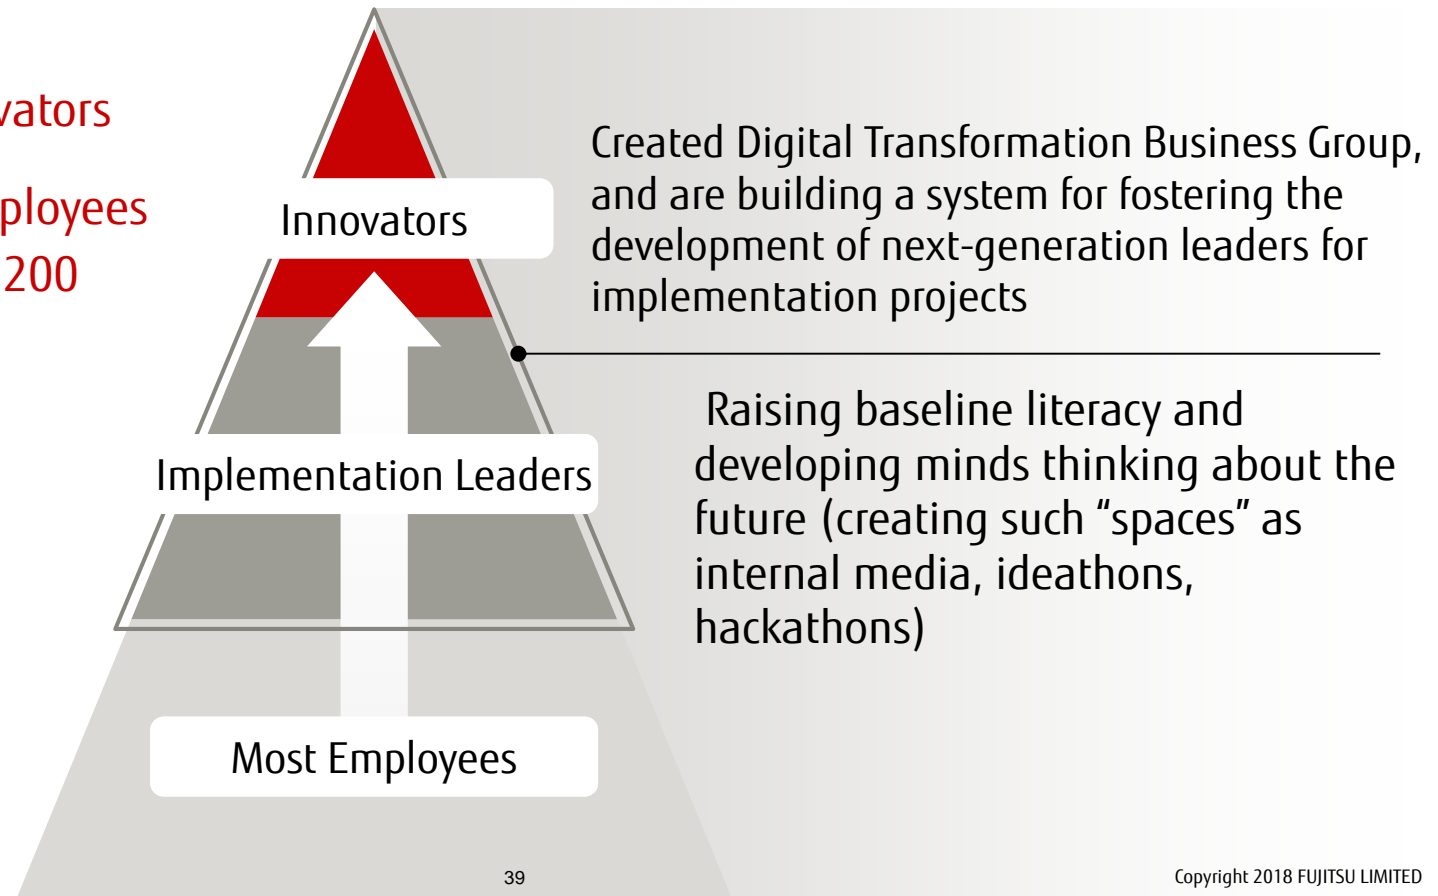 vators
ployees
200
Innovators
Created Digital Transformation Business Group,
and are building a system for fostering the
development of next-generation leaders for
implementation projects
Implementation Leaders
Raising baseline literacy and
developing minds thinking about the
future (creating such “spaces” as
internal media, ideathons,
hackathons)
Most Employees
39
Copyright 2018 FUJITSU LIMITED